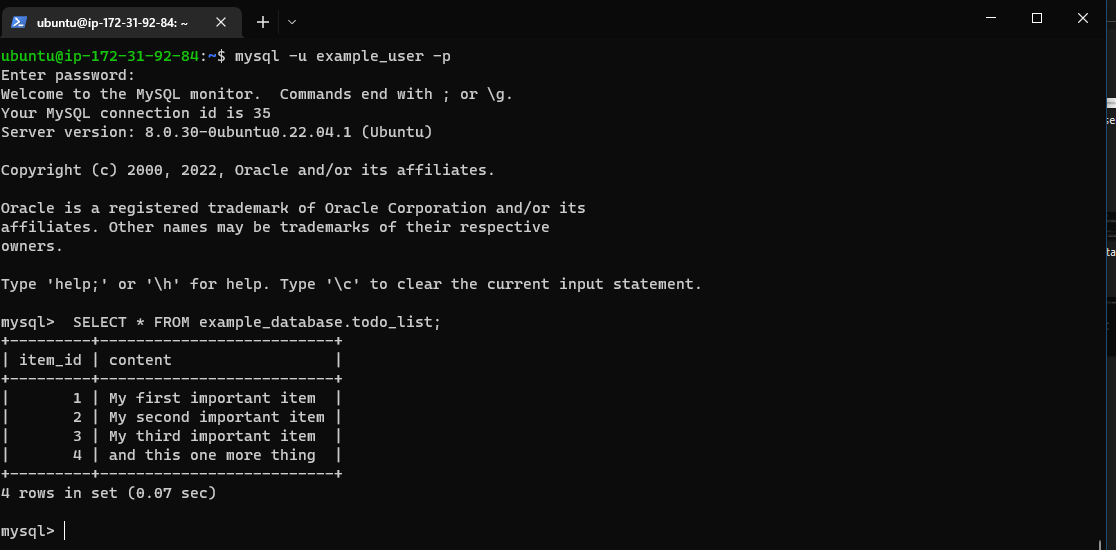 ubuntu@ip-172-31-92-84: ~
ubuntu@ip-172-31-92-84:~$ mysql -u example_user -p
Enter password:
Welcome to the MySQL monitor.  Commands end with ; or \g.
Your MySQL connection id is 35
Server version: 8.0.30-0ubuntu0.22.04.1 (Ubuntu)
Copyright (c) 2000, 2022, Oracle and/or its affiliates.
Oracle is a registered trademark of Oracle Corporation and/or its
affiliates. Other names may be trademarks of their respective
owners.
Type 'help;' or '\h' for help. Type '\c' to clear the current input statement.
mysql>  SELECT * FROM example_database.todo_list;
+---------+--------------------------+
| item_id | content                  |
+---------+--------------------------+
|       1 | My first important item  |
|       2 | My second important item |
|       3 | My third important item  |
|       4 | and this one more thing  |
+---------+--------------------------+
4 rows in set (0.07 sec)
mysql>